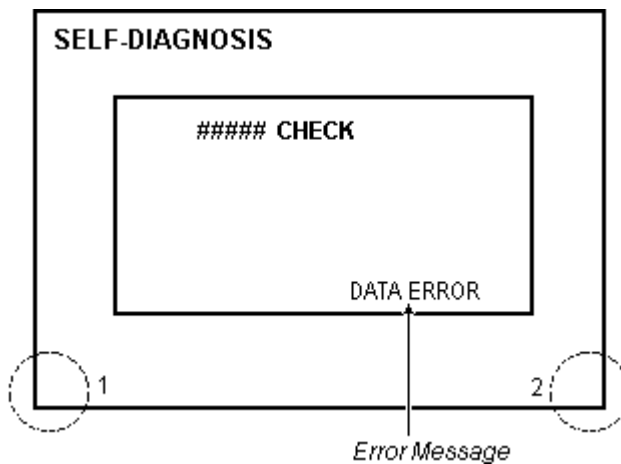 SELF-DIAGNOSIS
##### CHECK
DATA ERROR
1
2
Error Message